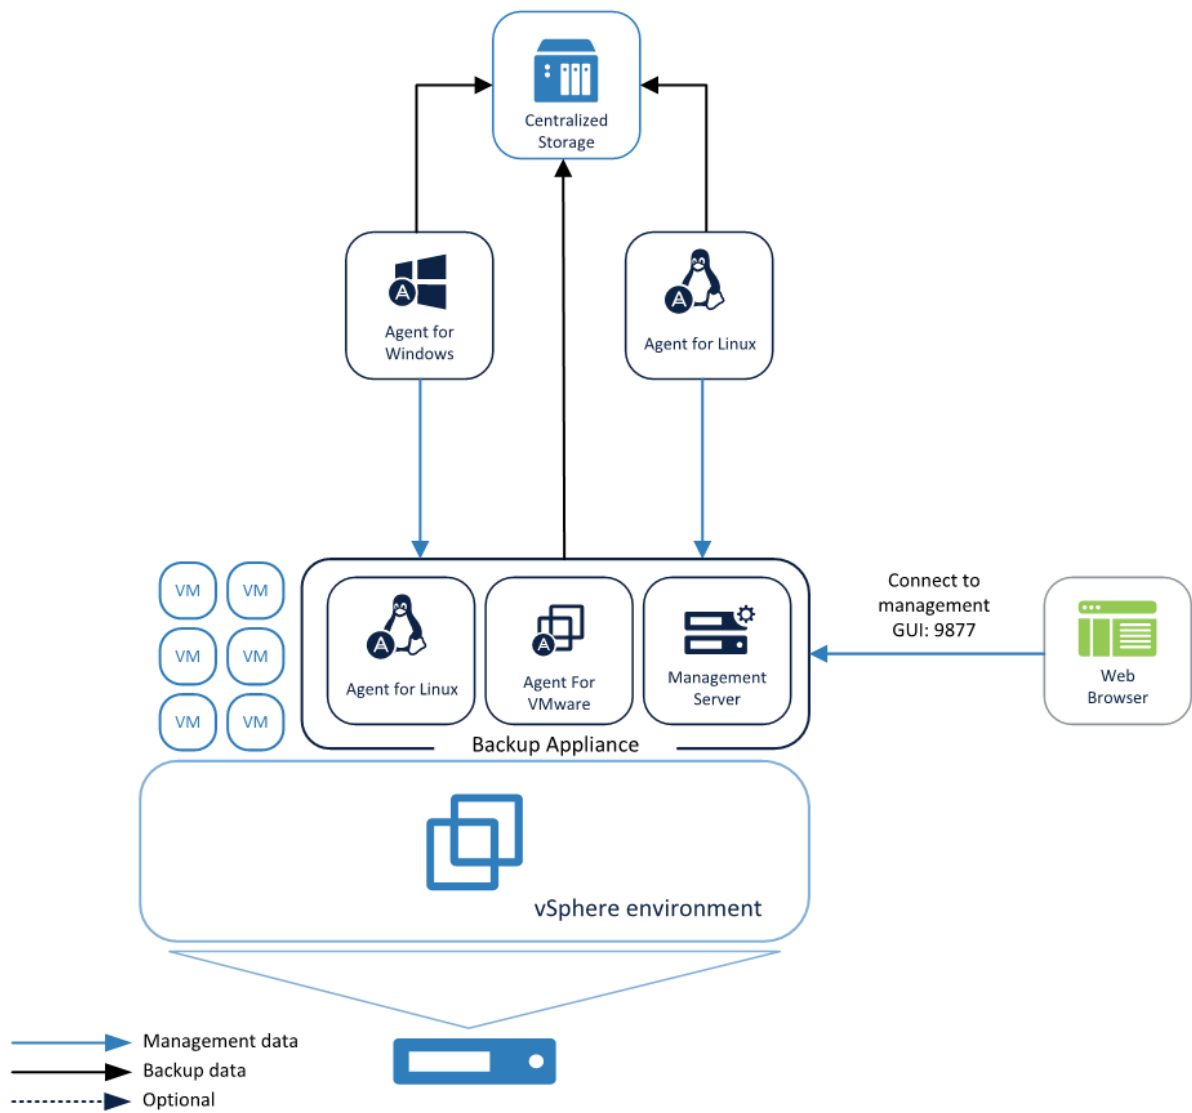 Centralized
Storage
Agent for
Windows
Agent for Linux
VM VM
VM VM
VM VM
Agent for Linux
Agent For
VMware
Management
Server
Backup Appliance
Connect to
management
GUI: 9877
Web
Browser
vSphere environment
Management data
Backup data
Optional